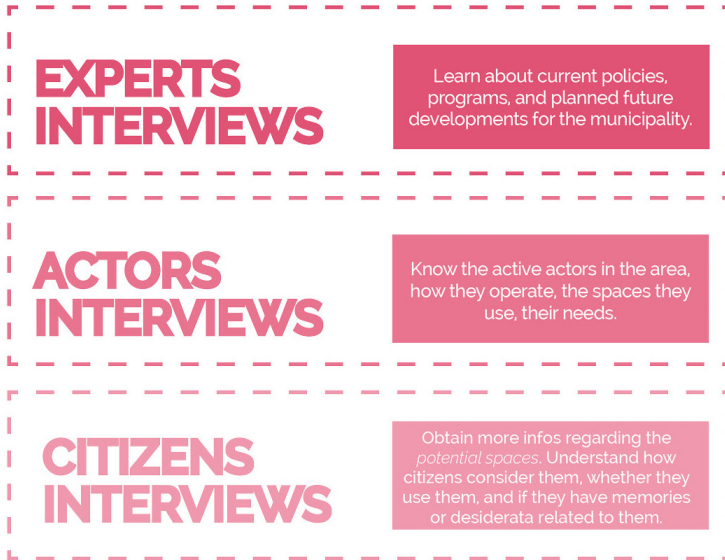 EXPERTS
INTERVIEWS
Learn about current policies,
programs, and planned future
developments for the municipality.
ACTORS
INTERVIEWS
Know the active actors in the area,
how they operate, the spaces they
use, their needs.
CITIZENS
INTERVIEWS
Obtain more infos regarding the
potential spaces. Understand how
citizens consider them, whether they
use them, and if they have memories
or desiderata related to them.